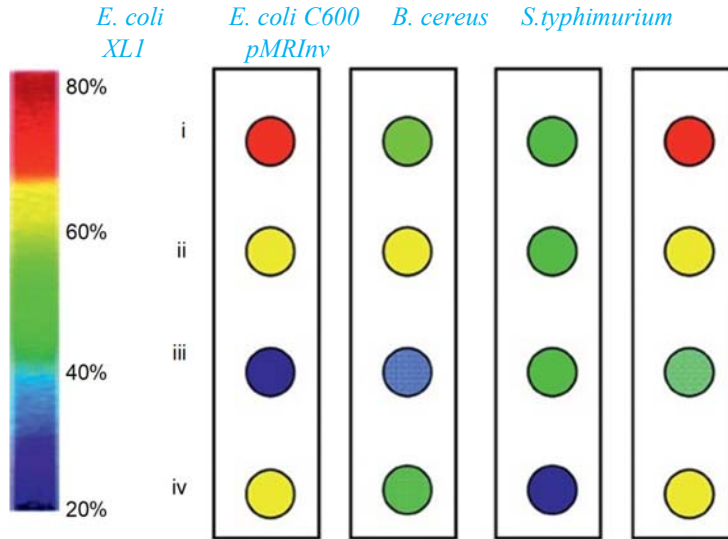 E. coli E. coli C600 B. cereus S.typhimurium
XL1 pMRInv
80%
i
60%
ii
iii
40%
iv
20%